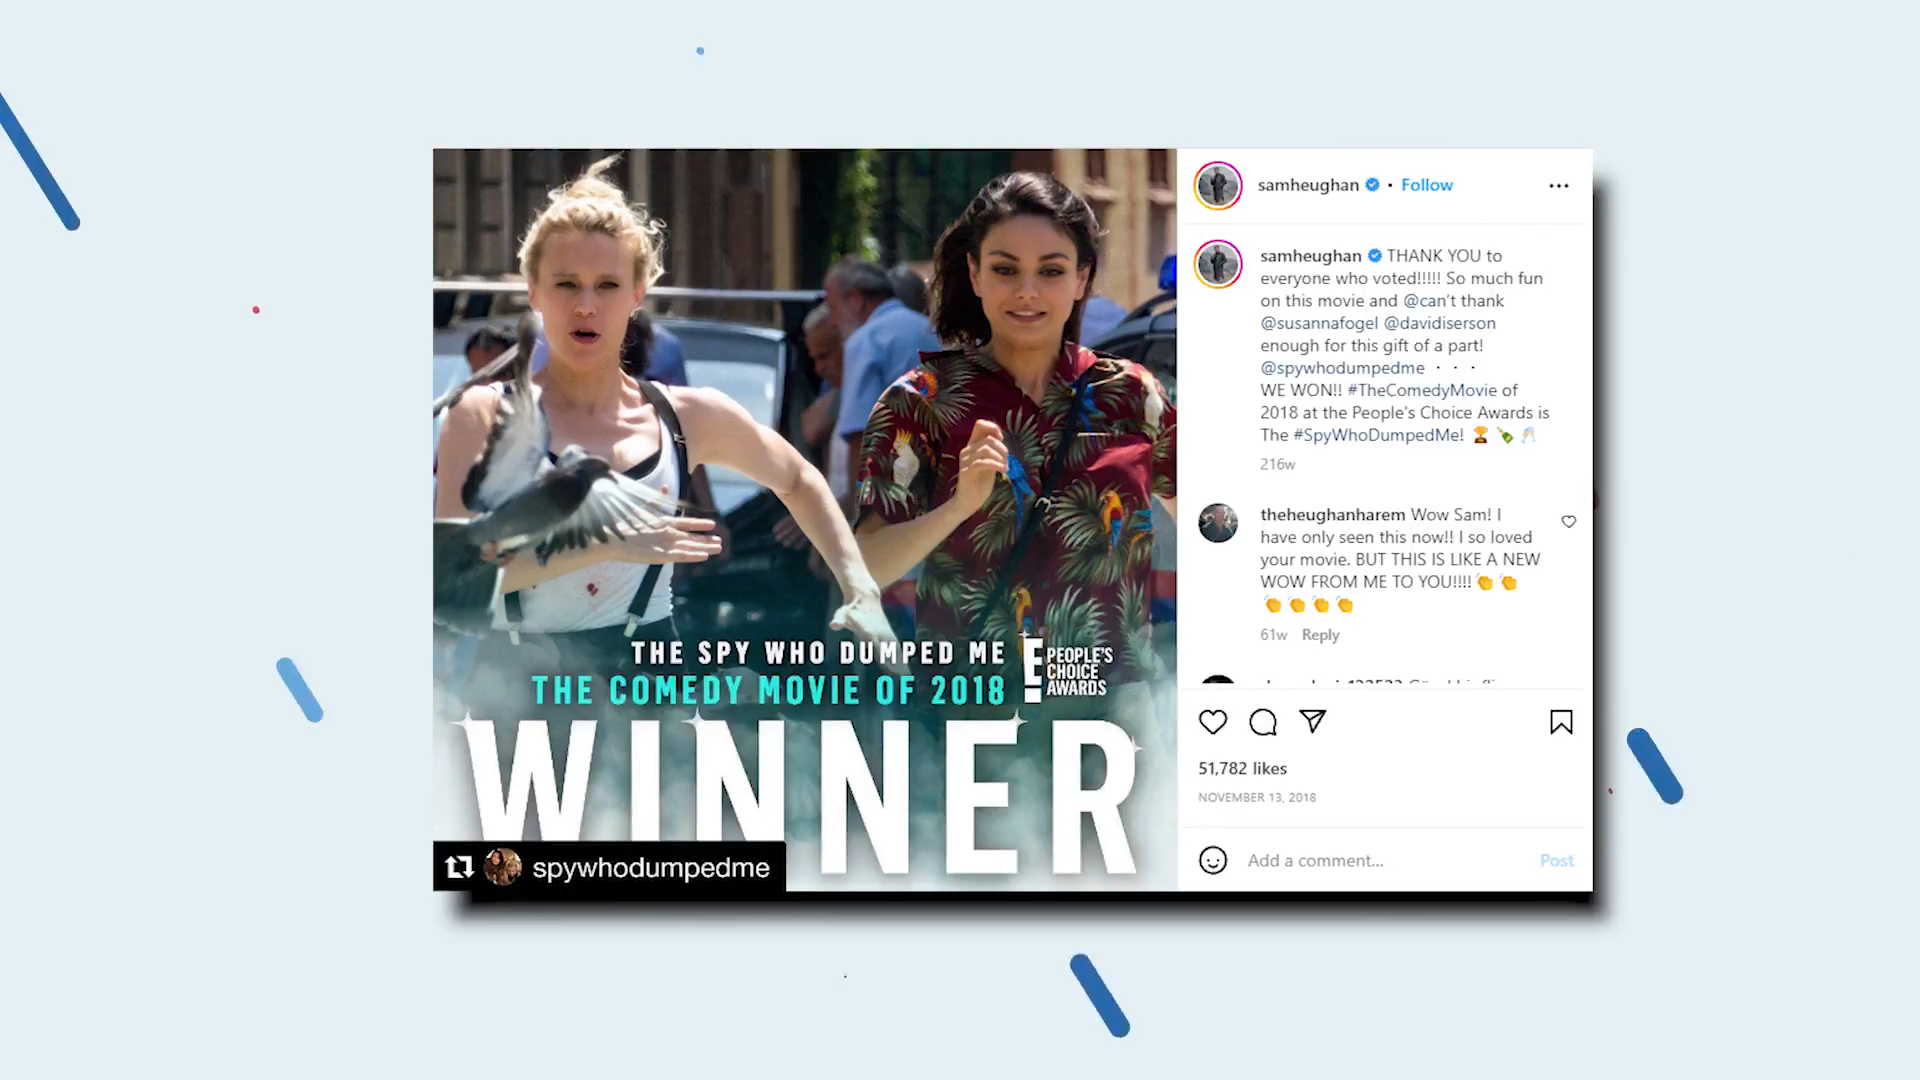 THE SPY WHO DUMPED ME
THE COMEDY MOVIE OF 2018
E!
PEOPLE'S
CHOICE
AWARDS
WINNER
spywhodumpedme
samheughan • Follow
samheughan THANK YOU to
everyone who voted!!!!! So much fun
on this movie and @can't thank
@susannafogel @davidiserson
enough for this gift of a part!
@spywhodumpedme ・・・
WE WON!! #TheComedyMovie of
2018 at the People's Choice Awards is
The #SpyWhoDumpedMe! 🏆 🍾 🥂
216w
theheughanharem Wow Sam! I
have only seen this now!! I so loved
your movie. BUT THIS IS LIKE A NEW
WOW FROM ME TO YOU!!!! 👏 👏
👏 👏 👏 👏
61w Reply
51,782 likes
NOVEMBER 13, 2018
Add a comment...
Post